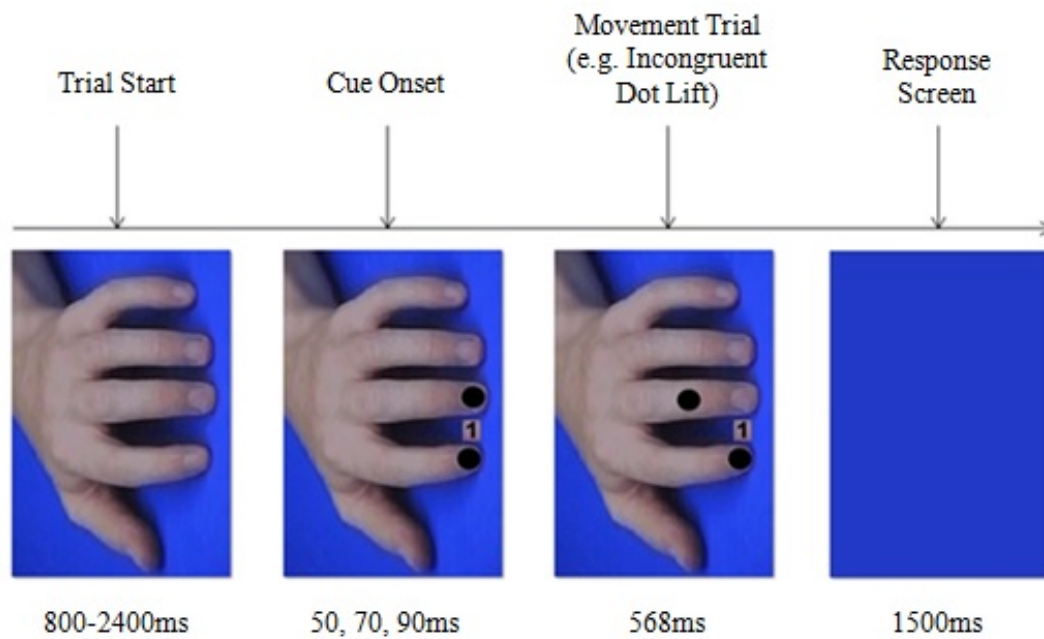 Trial Start
Cue Onset
Movement Trial
(e.g. Incongruent
Dot Lift)
Response
Screen
1
1
800-2400ms
50, 70, 90ms
568ms
1500ms